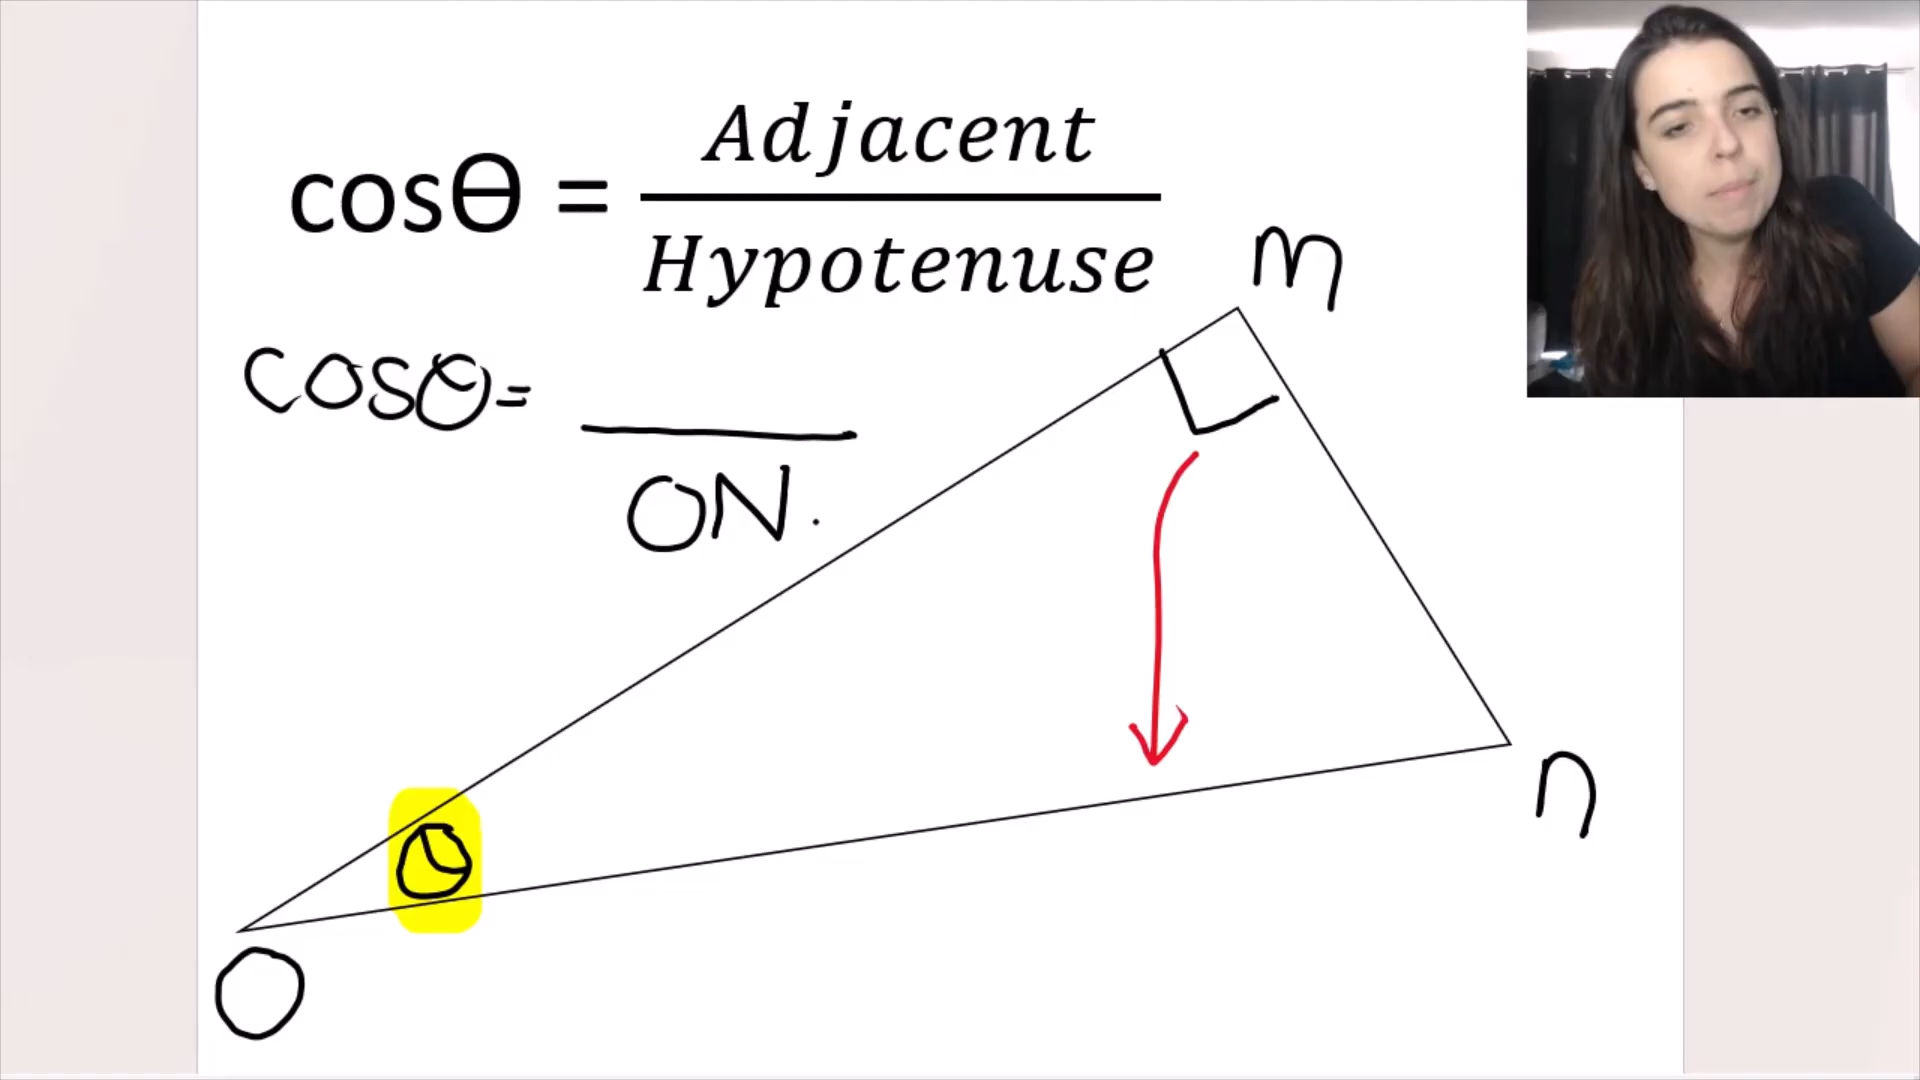 cosθ = Adjacent
Hypotenuse
m
cosθ=
ON.
n
θ
O